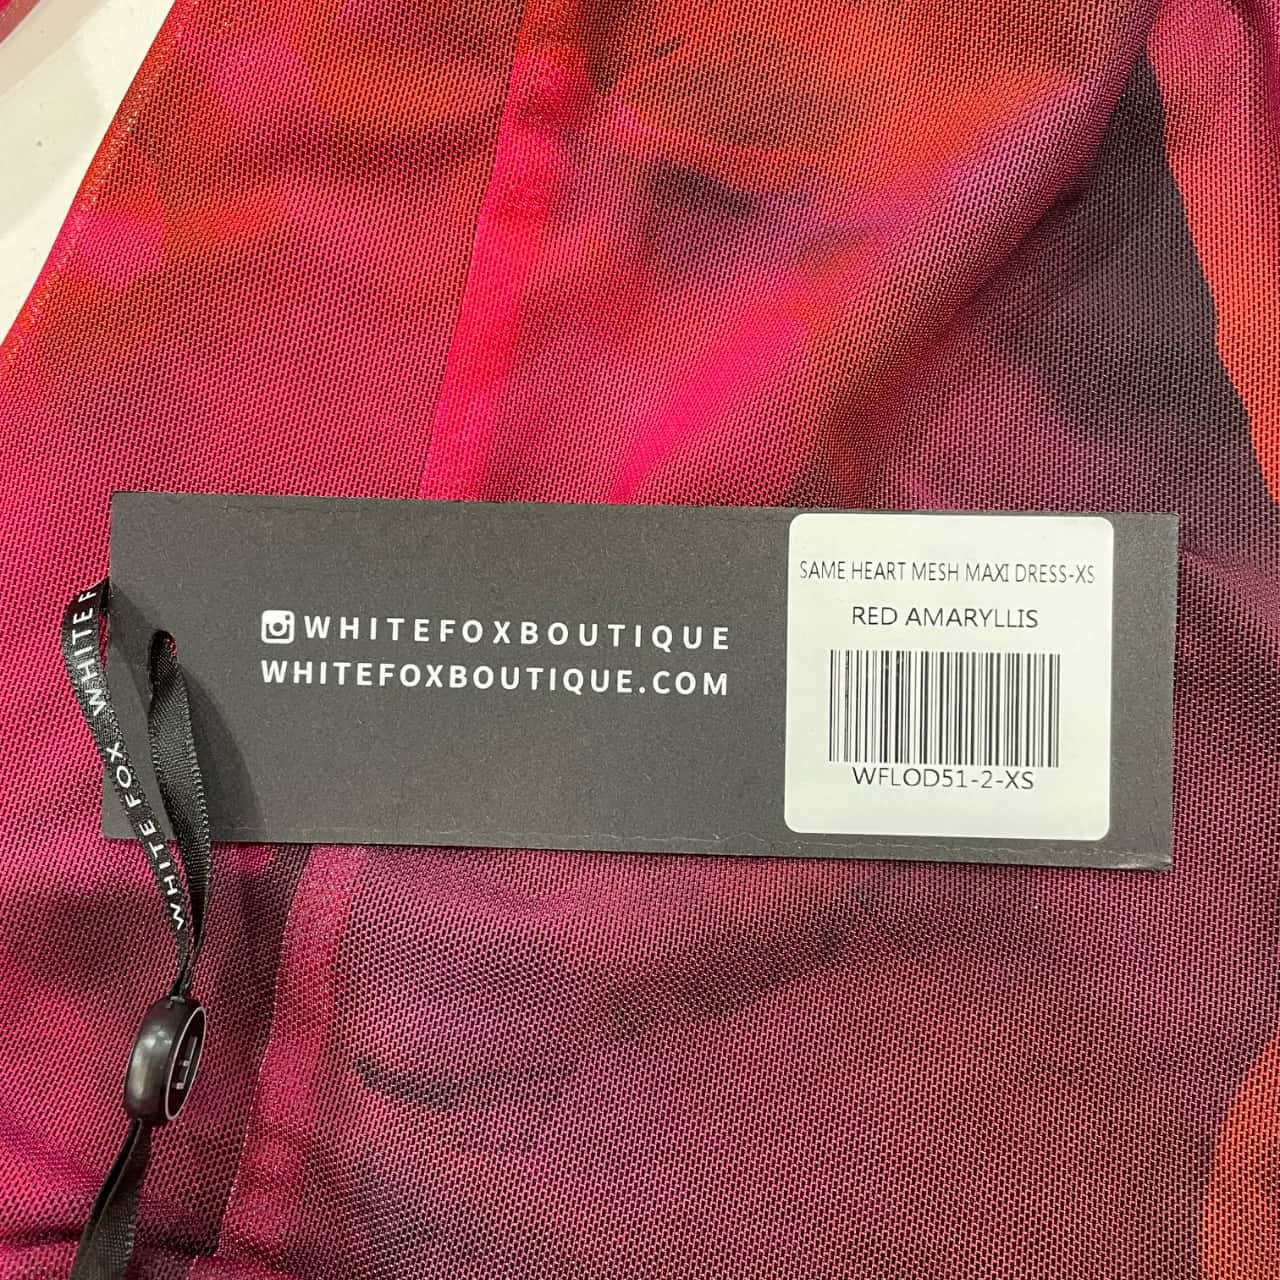 WHITEFOXBOUTIQUE
WHITEFOXBOUTIQUE.COM
SAME HEART MESH MAXI DRESS-XS
RED AMARYLLIS
WFLOD51-2-XS
WHITE FOX WHITE F